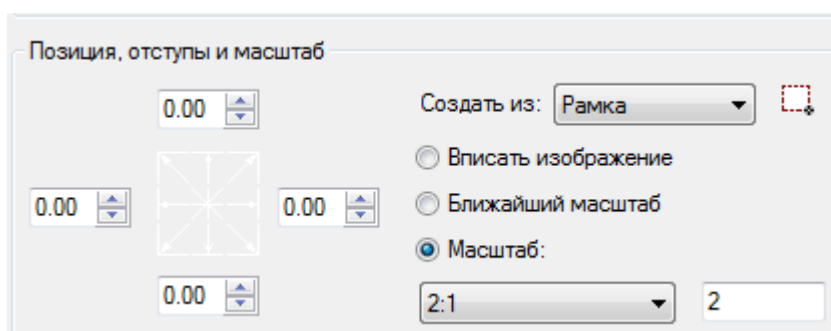 Позиция, отступы и масштаб
0.00
Создать из: Рамка
Вписать изображение
0.00 0.00 Ближайший масштаб
Масштаб:
0.00
2:1 2